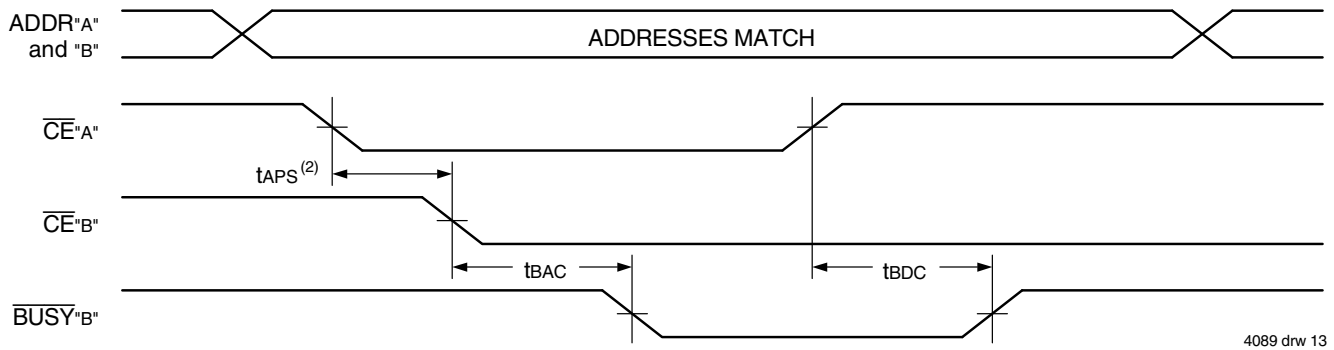 ADDR"A"
and "B"
ADDRESSES MATCH
CE"A"
tAPS(2)
CE"B"
tBAC
tBDC
BUSY"B"
4089 drw 13